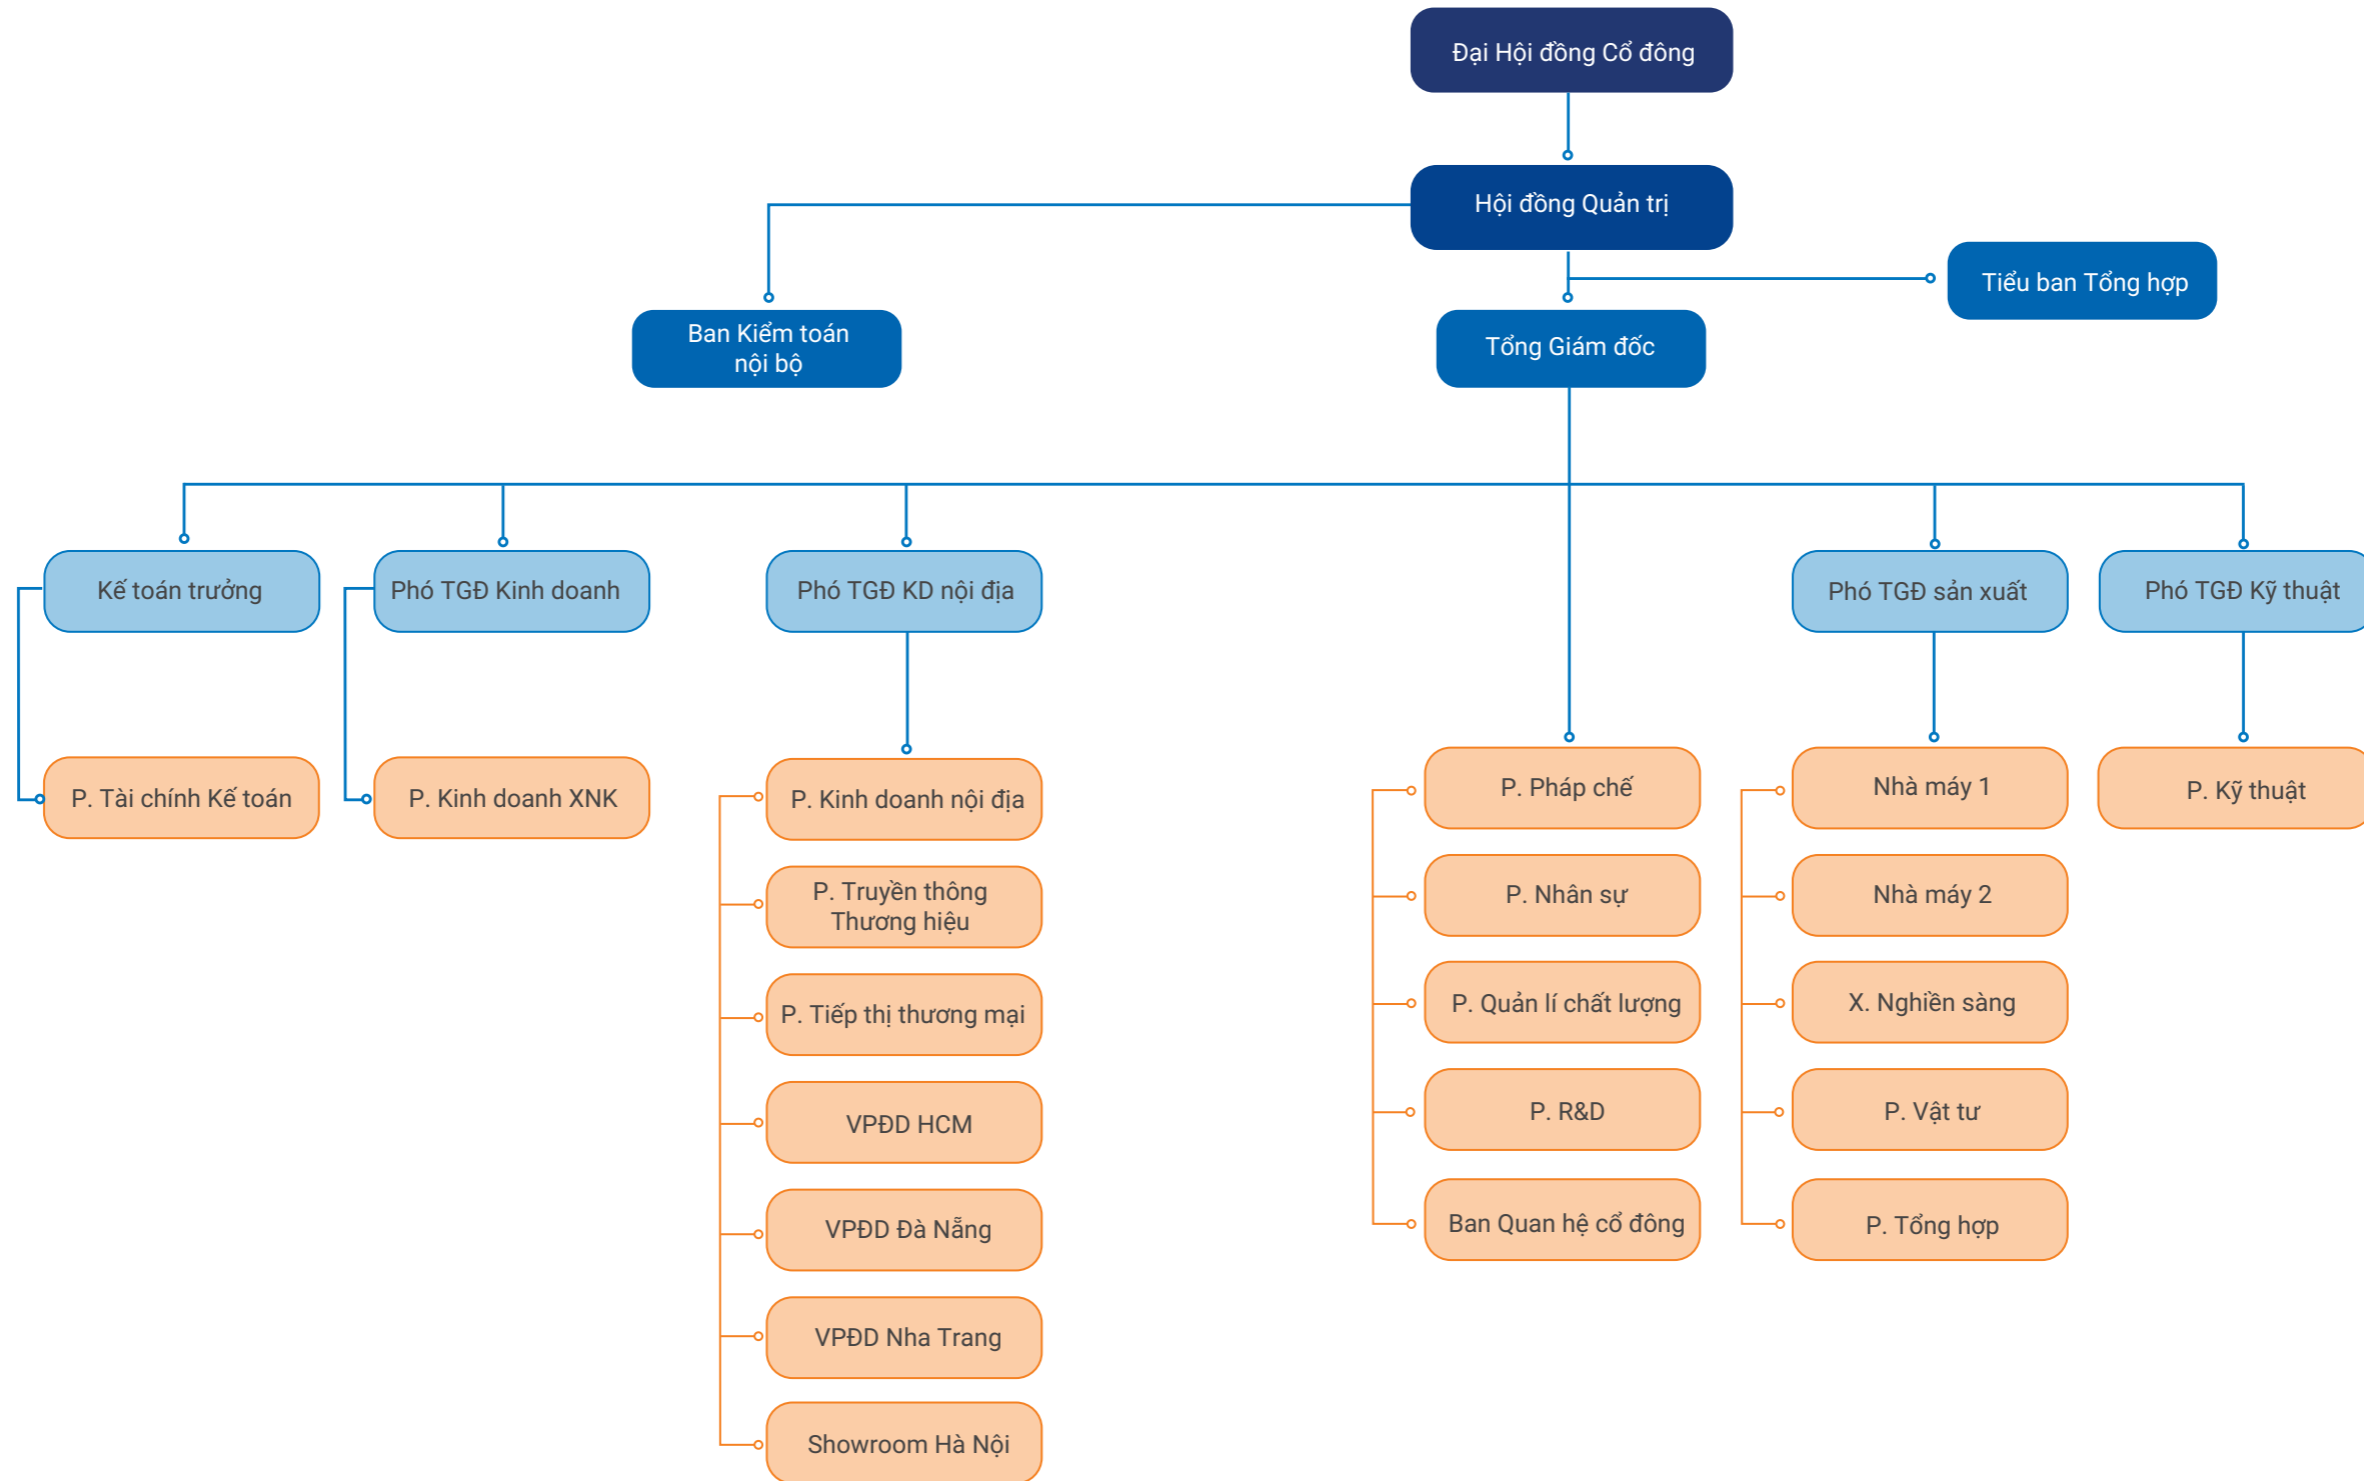 Đại Hội đồng Cổ đông
Hội đồng Quản trị
Tiểu ban Tổng hợp
Ban Kiểm toán
nội bộ
Tổng Giám đốc
Kế toán trưởng
Phó TGĐ Kinh doanh
Phó TGĐ KD nội địa
Phó TGĐ sản xuất
Phó TGĐ Kỹ thuật
P. Tài chính Kế toán
P. Kinh doanh XNK
P. Kinh doanh nội địa
P. Truyền thông
Thương hiệu
P. Tiếp thị thương mại
VPĐD HCM
VPĐD Đà Nẵng
VPĐD Nha Trang
Showroom Hà Nội
P. Pháp chế
P. Nhân sự
P. Quản lí chất lượng
P. R&D
Ban Quan hệ cổ đông
Nhà máy 1
Nhà máy 2
X. Nghiền sàng
P. Vật tư
P. Tổng hợp
P. Kỹ thuật